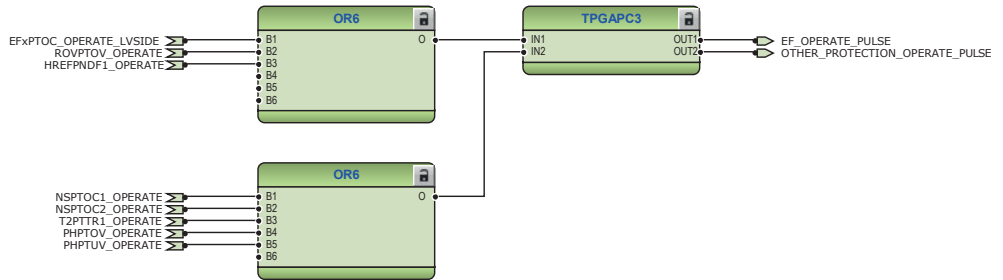 OR6
EFxPTOC_OPERATE_LVSIDE B1 O
ROVPTOV_OPERATE B2
HREFPNDF1_OPERATE B3
B4
B5
B6
TPGAPC3
IN1 OUT1 EF_OPERATE_PULSE
IN2 OUT2 OTHER_PROTECTION_OPERATE_PULSE
OR6
NSPTOC1_OPERATE B1 O
NSPTOC2_OPERATE B2
T2PTTR1_OPERATE B3
PHPTOV_OPERATE B4
PHPTUV_OPERATE B5
B6